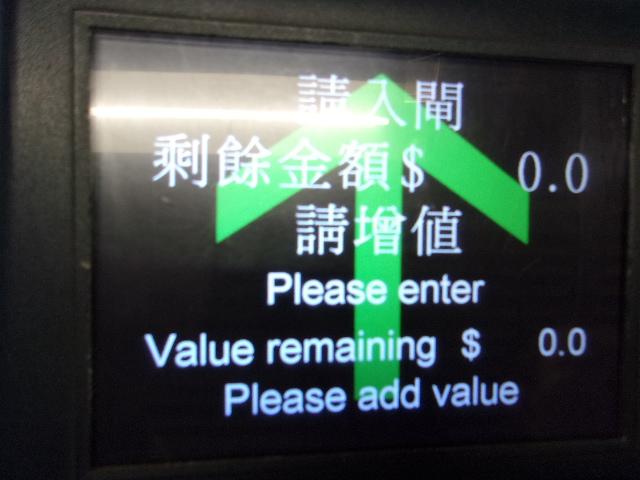 請入閘
剩餘金額$ 0.0
請增值
Please enter
Value remaining $ 0.0
Please add value